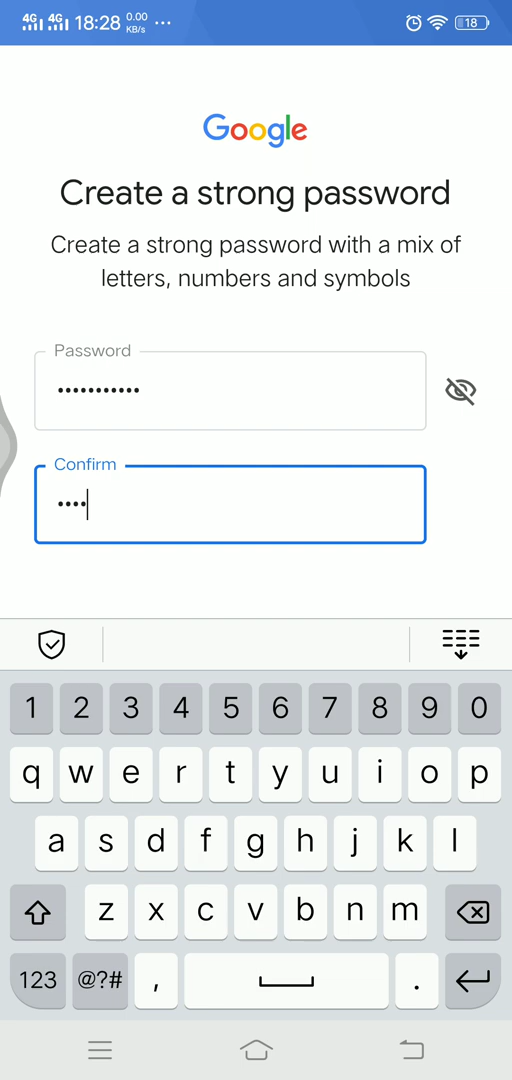 4G 4G 18:28 0.00 KB/s ... 18
Google
Create a strong password
Create a strong password with a mix of
letters, numbers and symbols
Password
•••••••••••
Confirm
••••
1 2 3 4 5 6 7 8 9 0
q w e r t y u i o p
a s d f g h j k l
z x c v b n m
123 @?# , .